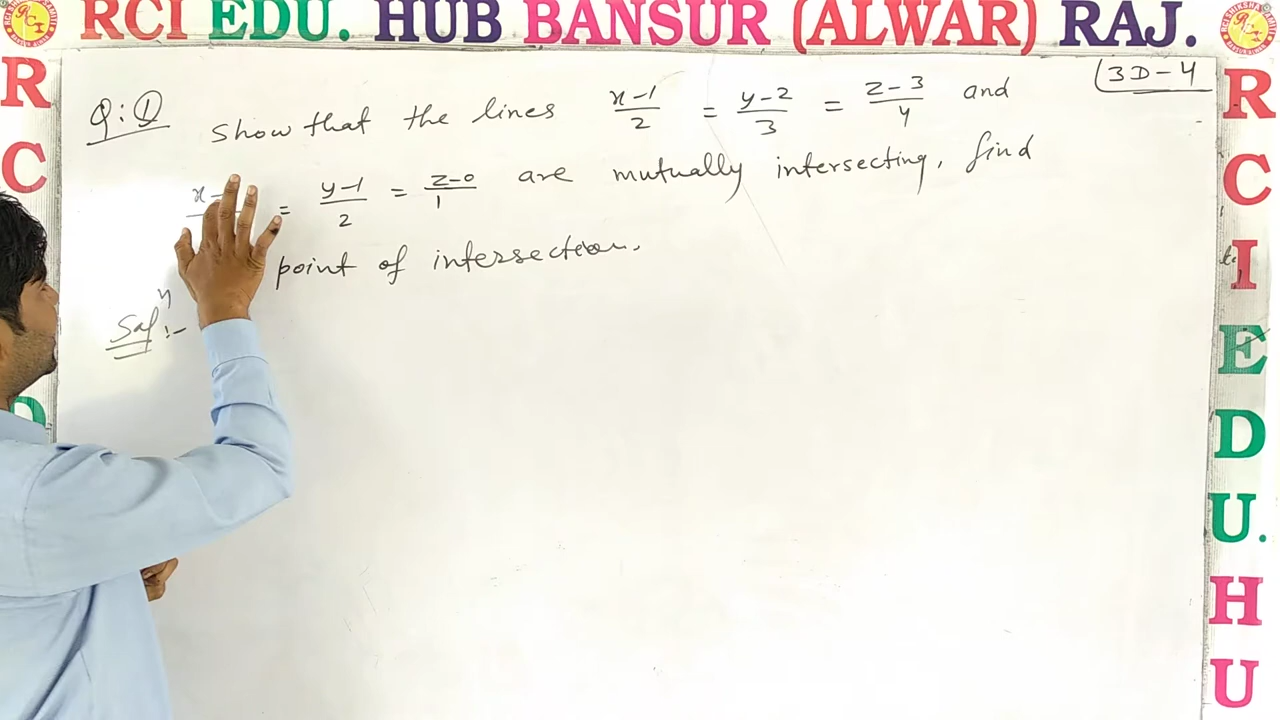 RCI EDU. HUB BANSUR (ALWAR) RAJ.
3D-4
Q:① Show that the lines x-1/2 = y-2/3 = z-3/4 and
= y-1/2 = z-0/1 are mutually intersecting, find
point of intersection.
Sol^n :-
R
C
R
C
I
E
D
U.
H
U